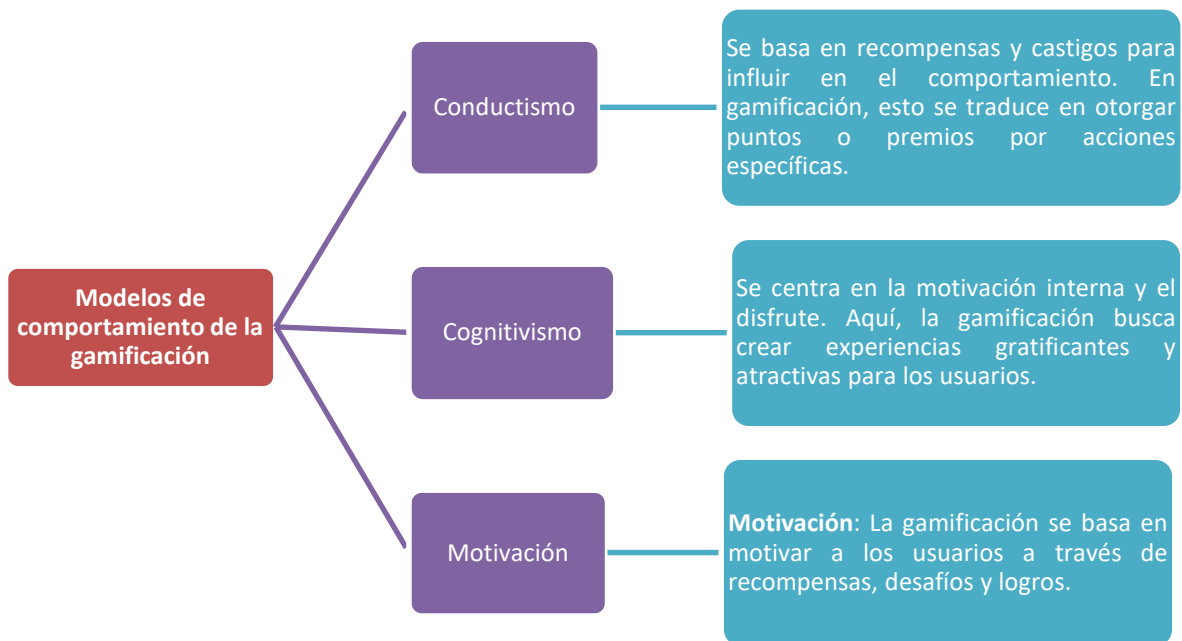 Modelos de
comportamiento de la
gamificación
Conductismo
Se basa en recompensas y castigos para
influir en el comportamiento. En
gamificación, esto se traduce en otorgar
puntos o premios por acciones
específicas.
Cognitivismo
Se centra en la motivación interna y el
disfrute. Aquí, la gamificación busca
crear experiencias gratificantes y
atractivas para los usuarios.
Motivación
Motivación: La gamificación se basa en
motivar a los usuarios a través de
recompensas, desafíos y logros.